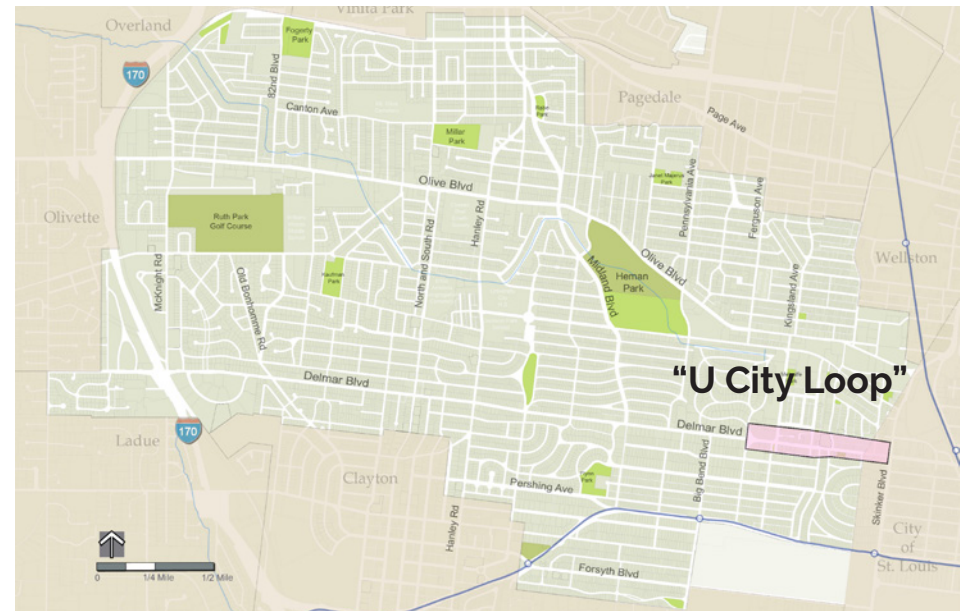 Overland
Vinita Park
Fogerty
Park
170
82nd Blvd
Canton Ave
Pagedale
Page Ave
Miller
Park
Olive Blvd
Pennsylvania Ave
Ferguson Ave
Olivette
Ruth Park
Golf Course
North and South Rd
Hanley Rd
Wellston
McKnight Rd
Old Bonhomme Rd
Kaufman
Park
Midland Blvd
Heman
Park
Olive Blvd
Kingsland Ave
“U City Loop”
Delmar Blvd
Delmar Blvd
170
Ladue
Clayton
Pershing Ave
Big Bend Blvd
Skinker Blvd
Hanley Rd
City
of
St. Louis
Forsyth Blvd
0 1/4 Mile 1/2 Mile